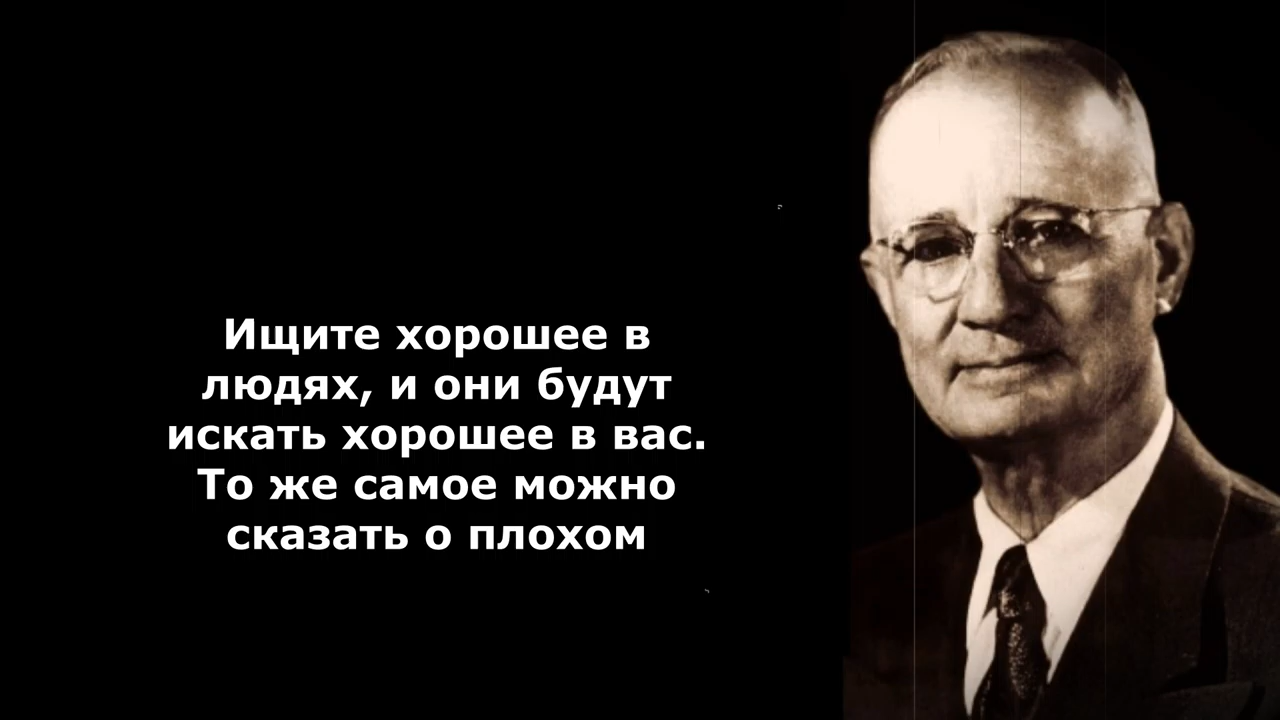 Ищите хорошее в
людях, и они будут
искать хорошее в вас.
То же самое можно
сказать о плохом